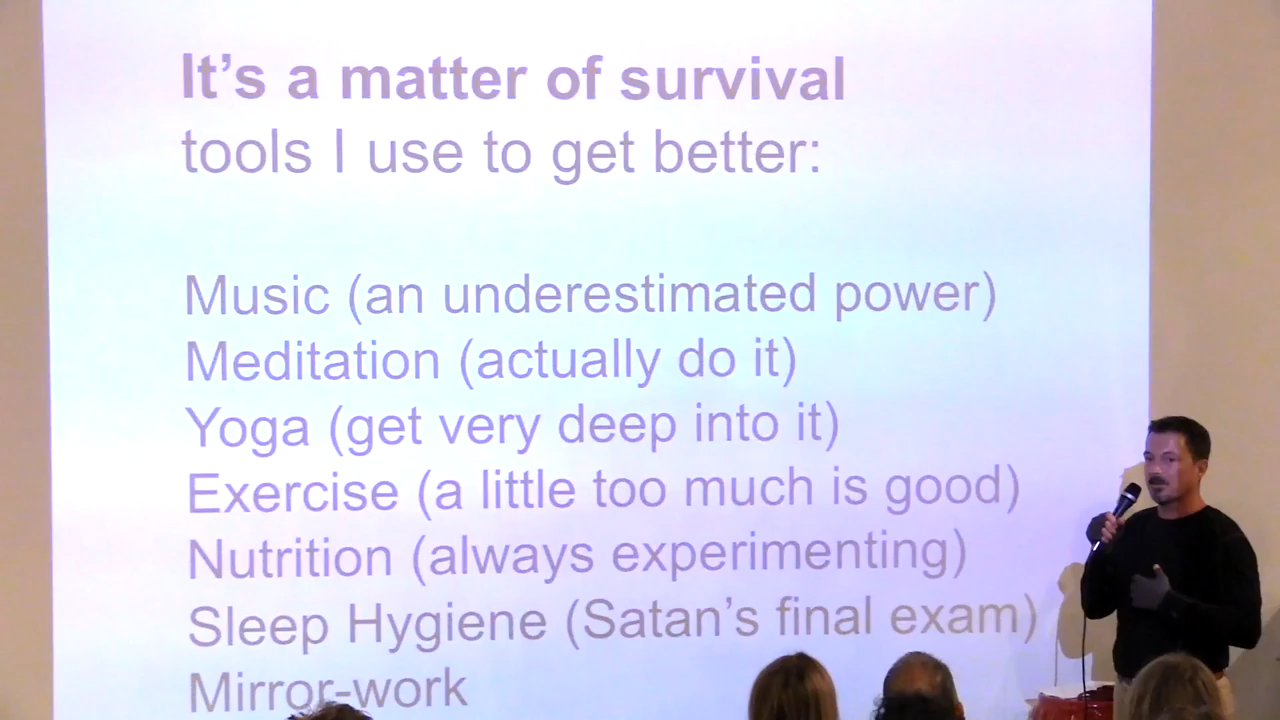 It’s a matter of survival
tools I use to get better:
Music (an underestimated power)
Meditation (actually do it)
Yoga (get very deep into it)
Exercise (a little too much is good)
Nutrition (always experimenting)
Sleep Hygiene (Satan’s final exam)
Mirror-work